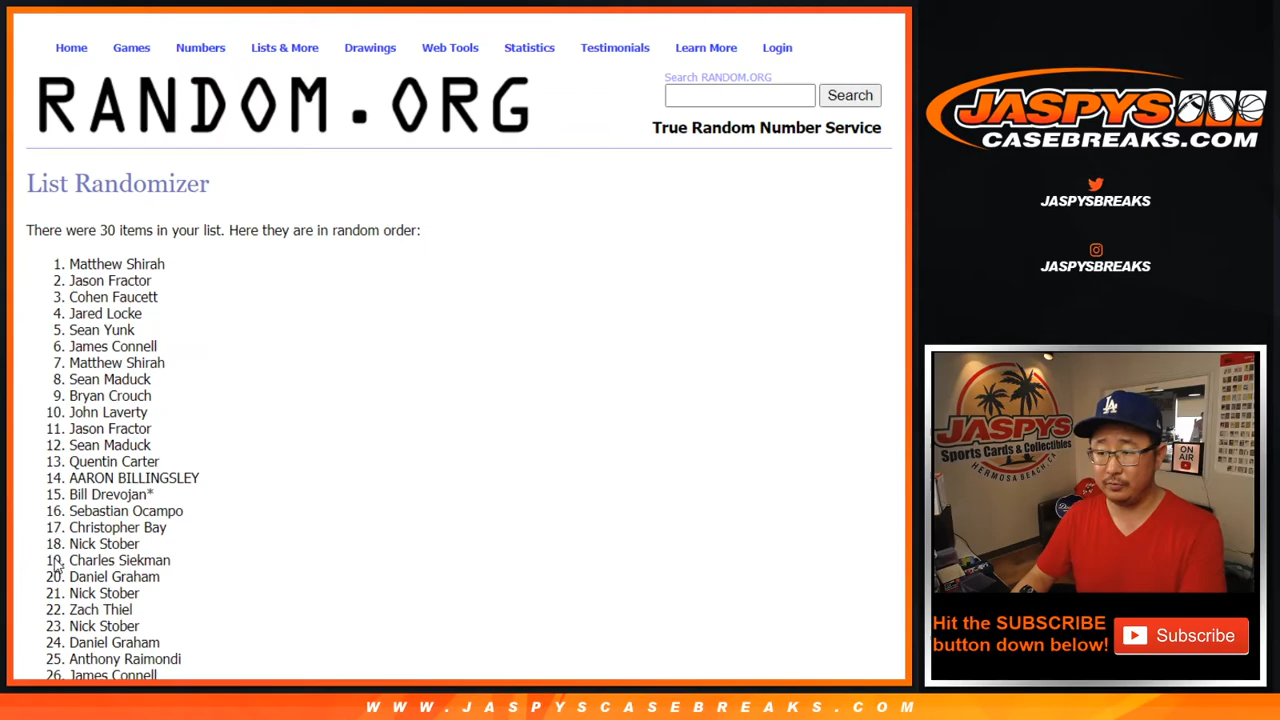 Home Games Numbers Lists & More Drawings Web Tools Statistics Testimonials Learn More Login
RANDOM.ORG
Search RANDOM.ORG
Search
True Random Number Service
List Randomizer
There were 30 items in your list. Here they are in random order:
1. Matthew Shirah
2. Jason Fractor
3. Cohen Faucett
4. Jared Locke
5. Sean Yunk
6. James Connell
7. Matthew Shirah
8. Sean Maduck
9. Bryan Crouch
10. John Laverty
11. Jason Fractor
12. Sean Maduck
13. Quentin Carter
14. AARON BILLINGSLEY
15. Bill Drevojan*
16. Sebastian Ocampo
17. Christopher Bay
18. Nick Stober
19. Charles Siekman
20. Daniel Graham
21. Nick Stober
22. Zach Thiel
23. Nick Stober
24. Daniel Graham
25. Anthony Raimondi
26. James Connell
JASPYS
CASEBREAKS.COM
JASPYSBREAKS
JASPYSBREAKS
JASPYS
Sports Cards & Collectibles
HERMOSA BEACH, CA
LA
ON
AIR
Hit the SUBSCRIBE
button down below!
Subscribe
WWW.JASPYSCASEBREAKS.COM